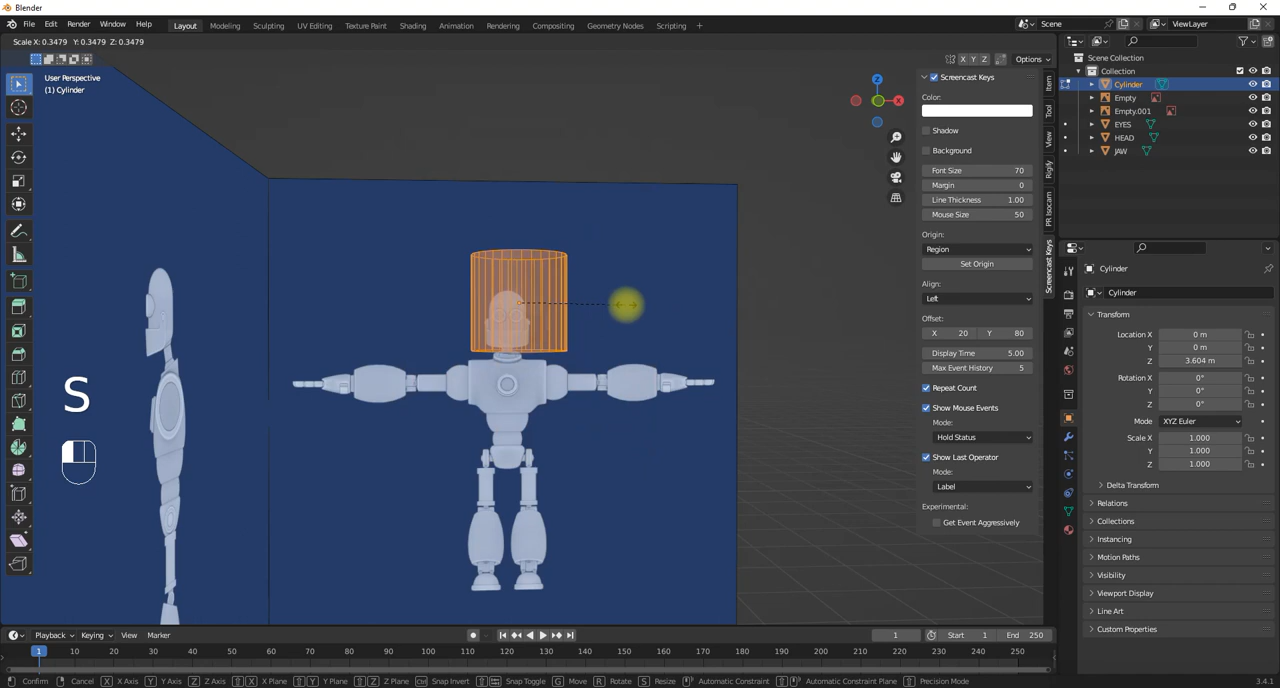 Blender
File Edit Render Window Help
Layout Modeling Sculpting UV Editing Texture Paint Shading Animation Rendering Compositing Geometry Nodes Scripting +
Scene
ViewLayer
Scale X: 0.3479 Y: 0.3479 Z: 0.3479
X Y Z Options
User Perspective
(1) Cylinder
Z
X
S
Screencast Keys
Color:
Shadow
Background
Font Size 70
Margin 0
Line Thickness 1.00
Mouse Size 50
Origin:
Region
Set Origin
Align:
Left
Offset:
X 20 Y 80
Display Time 5.00
Max Event History 5
Repeat Count
Show Mouse Events
Mode:
Hold Status
Show Last Operator
Mode:
Label
Experimental:
Get Event Aggressively
Item
Tool
View
Rigify
PR Isocam
Screencast Keys
Scene Collection
Collection
Cylinder
Empty
Empty.001
EYES
HEAD
JAW
Cylinder
Cylinder
Transform
Location X 0 m
Y 0 m
Z 3.604 m
Rotation X 0°
Y 0°
Z 0°
Mode XYZ Euler
Scale X 1.000
Y 1.000
Z 1.000
Delta Transform
Relations
Collections
Instancing
Motion Paths
Visibility
Viewport Display
Line Art
Custom Properties
Playback Keying View Marker
1 Start 1 End 250
1 10 20 30 40 50 60 70 80 90 100 110 120 130 140 150 160 170 180 190 200 210 220 230 240 250
Confirm Cancel X X Axis Y Y Axis Z Z Axis X X Plane Y Y Plane Z Z Plane Ctrl Snap Invert Snap Toggle G Move R Rotate S Resize Automatic Constraint Automatic Constraint Plane Precision Mode
3.4.1